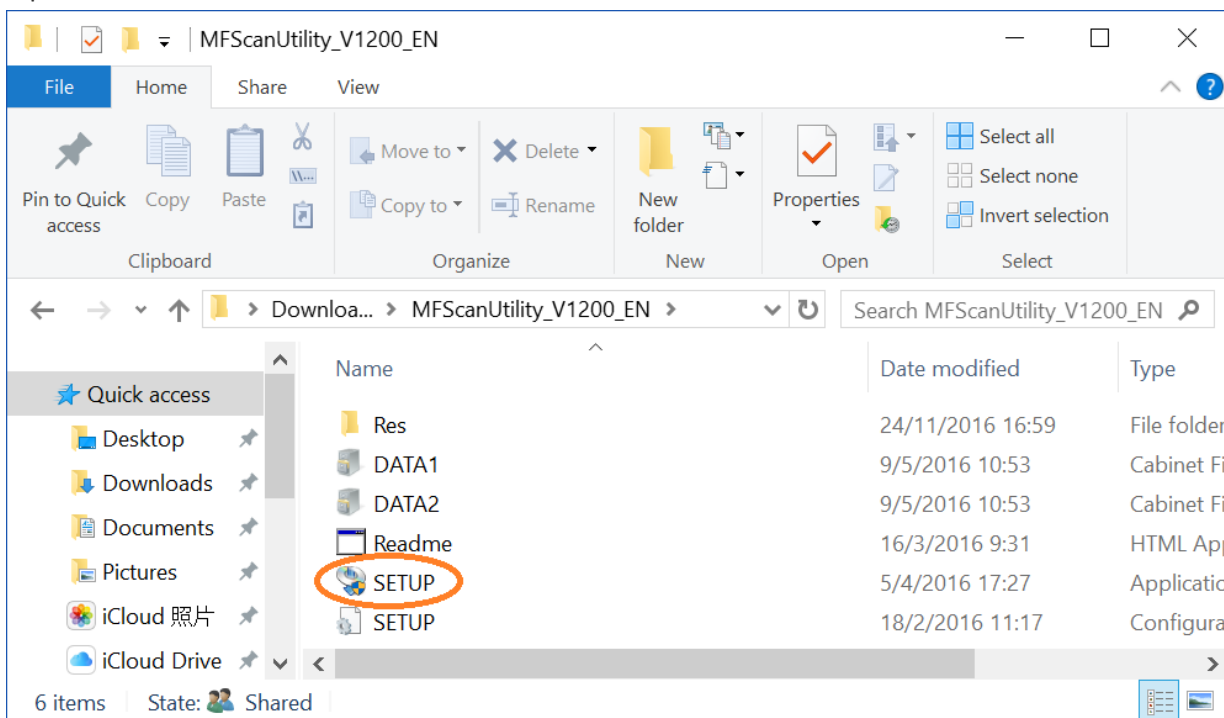 MFScanUtility_V1200_EN
File Home Share View
Pin to Quick access
Copy
Paste
Clipboard
Move to
Copy to
Delete
Rename
Organize
New folder
New
Properties
Open
Select all
Select none
Invert selection
Select
Downloa... > MFScanUtility_V1200_EN >
Search MFScanUtility_V1200_EN
Quick access
Desktop
Downloads
Documents
Pictures
iCloud 照片
iCloud Drive
Name Date modified Type
Res 24/11/2016 16:59 File folder
DATA1 9/5/2016 10:53 Cabinet Fi
DATA2 9/5/2016 10:53 Cabinet Fi
Readme 16/3/2016 9:31 HTML App
SETUP 5/4/2016 17:27 Applicatio
SETUP 18/2/2016 11:17 Configura
6 items State: Shared